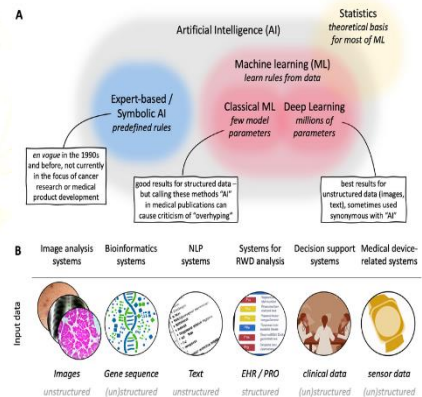 A
Statistics
theoretical basis
for most of ML
Artificial Intelligence (AI)
Machine learning (ML)
learn rules from data
Expert-based /
Symbolic AI
predefined rules
Classical ML
few model
parameters
Deep Learning
millions of
parameters
en vogue in the 1990s
and before, not currently
in the focus of cancer
research or medical
product development
good results for structured data –
but calling these methods "AI"
in medical publications can
cause criticism of "overhyping"
best results for
unstructured data (images,
text), sometimes used
synonymous with "AI"
B
Image analysis
systems
Bioinformatics
systems
NLP
systems
Systems for
RWD analysis
Decision support
systems
Medical device-
related systems
Input data
Images
Gene sequence
Text
EHR / PRO
clinical data
sensor data
unstructured
(un)structured
unstructured
structured
(un)structured
(un)structured